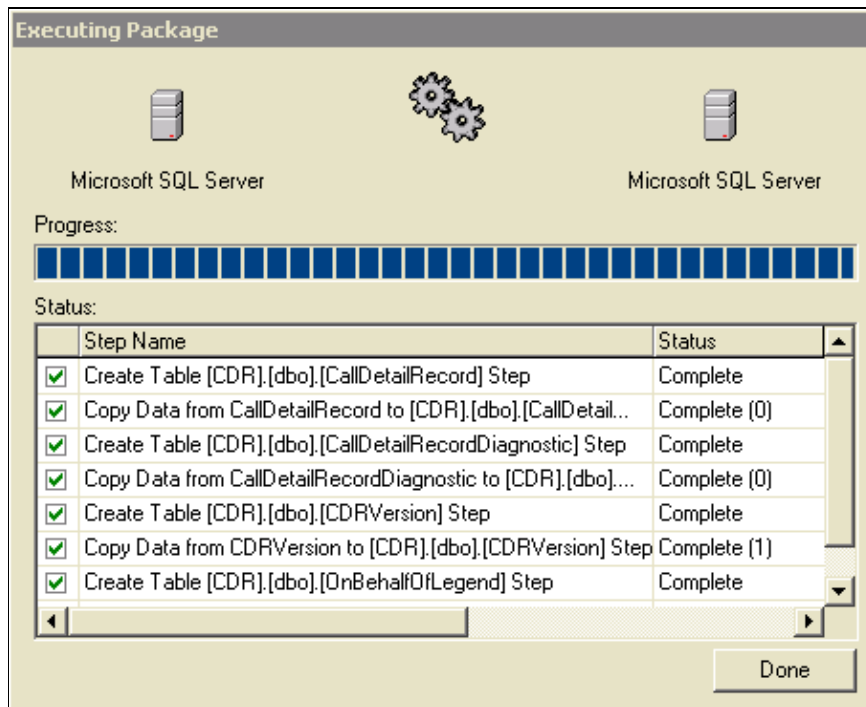 Executing Package
Microsoft SQL Server Microsoft SQL Server
Progress:
Status:
Step Name Status
Create Table [CDR].[dbo].[CallDetailRecord] Step Complete
Copy Data from CallDetailRecord to [CDR].[dbo].[CallDetail... Complete (0)
Create Table [CDR].[dbo].[CallDetailRecordDiagnostic] Step Complete
Copy Data from CallDetailRecordDiagnostic to [CDR].[dbo].... Complete (0)
Create Table [CDR].[dbo].[CDRVersion] Step Complete
Copy Data from CDRVersion to [CDR].[dbo].[CDRVersion] Step Complete (1)
Create Table [CDR].[dbo].[OnBehalfOfLegend] Step Complete
Done